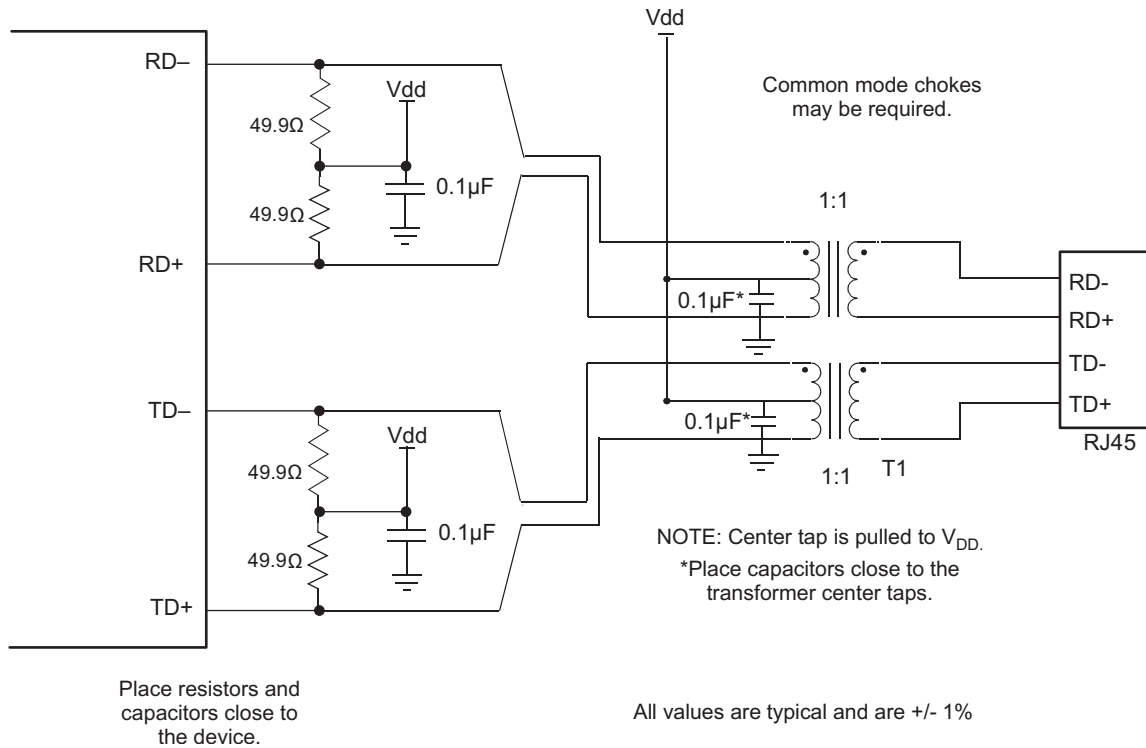 Vdd
RD–
Vdd
Common mode chokes
may be required.
49.9Ω
0.1µF
49.9Ω
1:1
RD+
RD-
0.1µF*
RD+
TD-
TD–
Vdd
0.1µF*
TD+
RJ45
49.9Ω
1:1
T1
0.1µF
49.9Ω
NOTE: Center tap is pulled to VDD.
*Place capacitors close to the
transformer center taps.
TD+
Place resistors and
capacitors close to
the device.
All values are typical and are +/- 1%